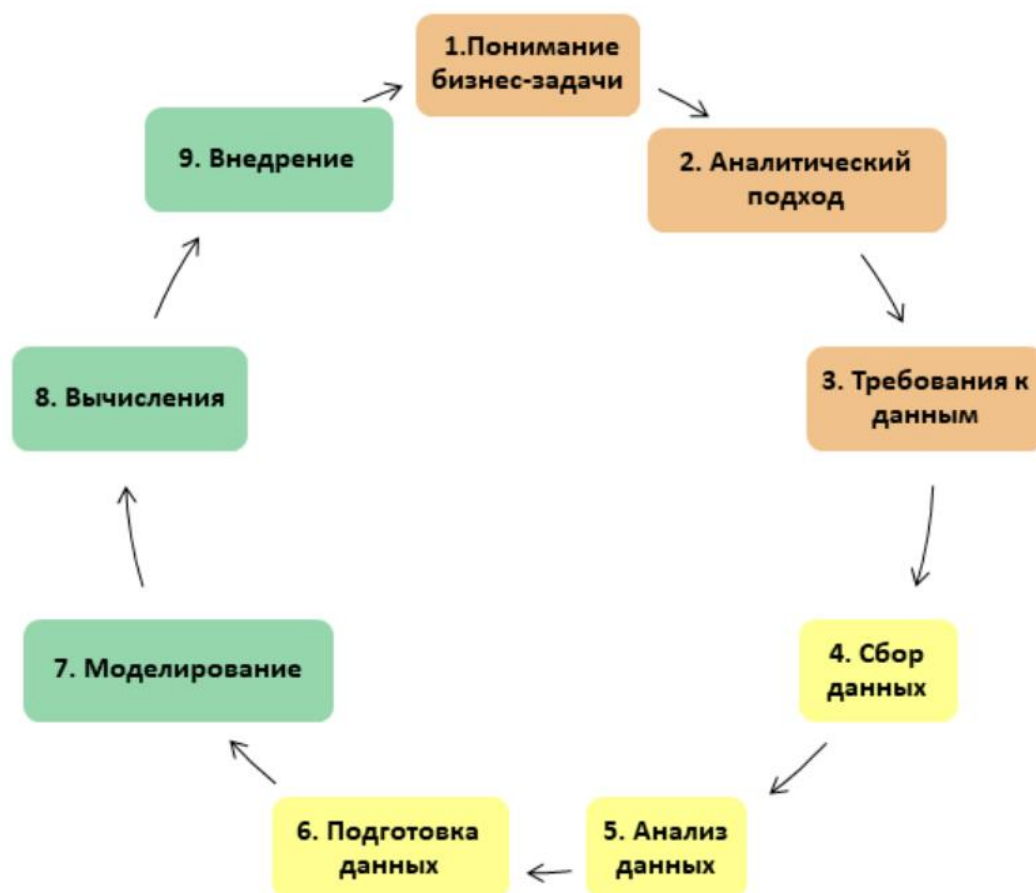 1.Понимание
бизнес-задачи
2. Аналитический
подход
3. Требования к
данным
4. Сбор
данных
5. Анализ
данных
6. Подготовка
данных
7. Моделирование
8. Вычисления
9. Внедрение